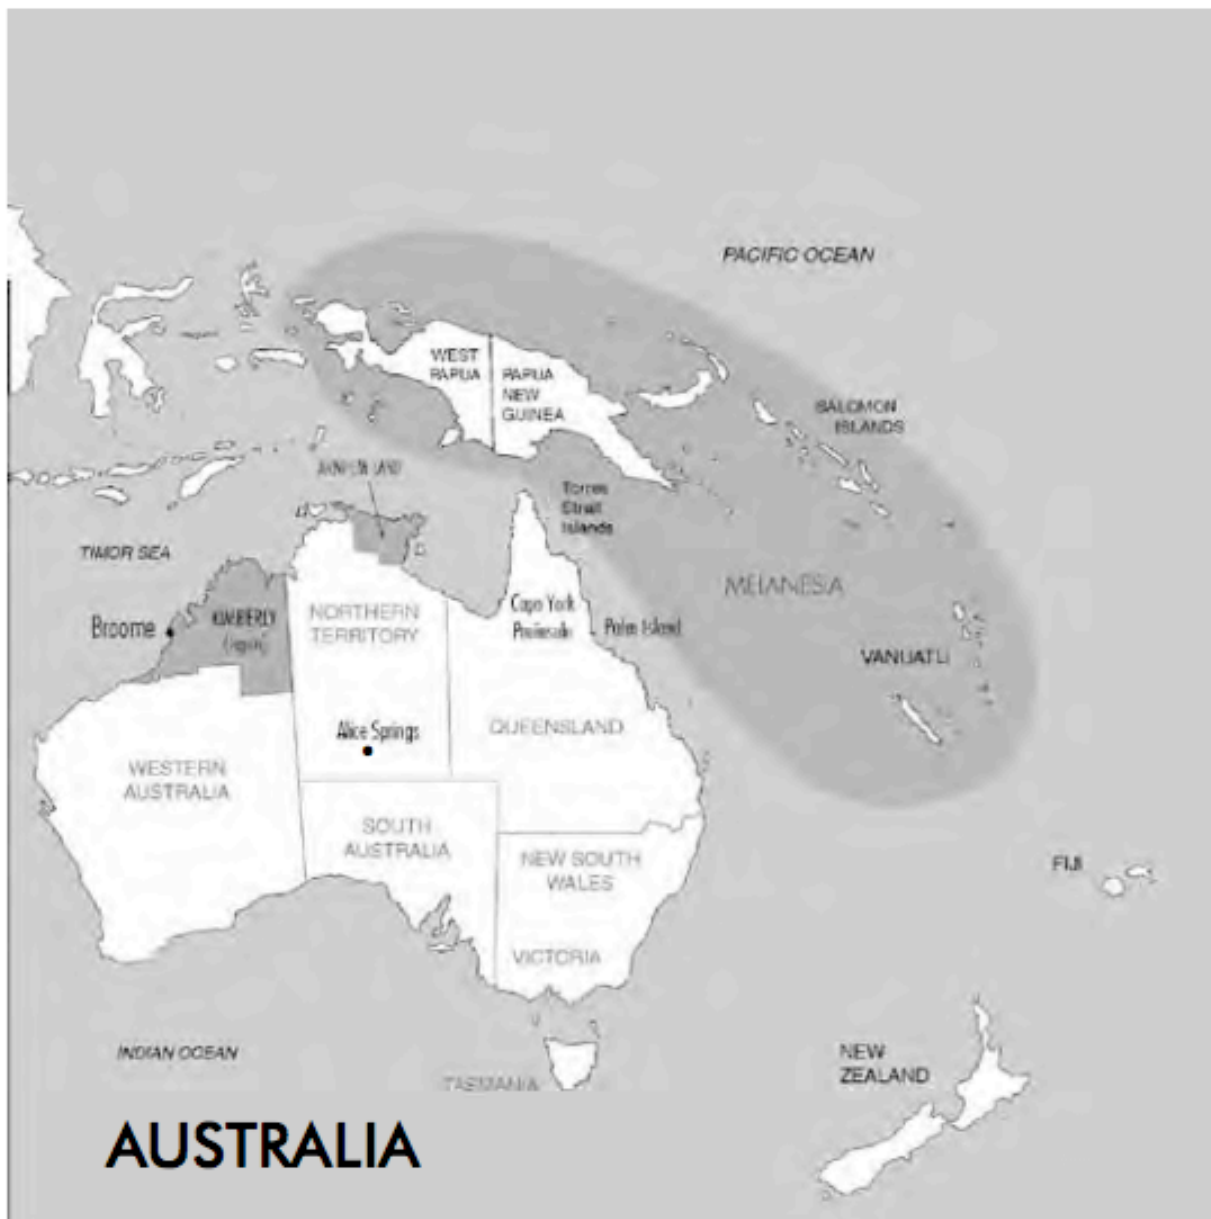 PACIFIC OCEAN
WEST
PAPUA
PAPUA
NEW
GUINEA
SALOMON
ISLANDS
LAND
Torres
Strait
Islands
TIMOR SEA
MELANESIA
Broome
KIMBERLY
NORTHERN
TERRITORY
Cape York
Peninsula
Palm Island
VANUATU
Alice Springs
QUEENSLAND
WESTERN
AUSTRALIA
SOUTH
AUSTRALIA
NEW SOUTH
WALES
FIJI
VICTORIA
INDIAN OCEAN
NEW
ZEALAND
TASMANIA
AUSTRALIA